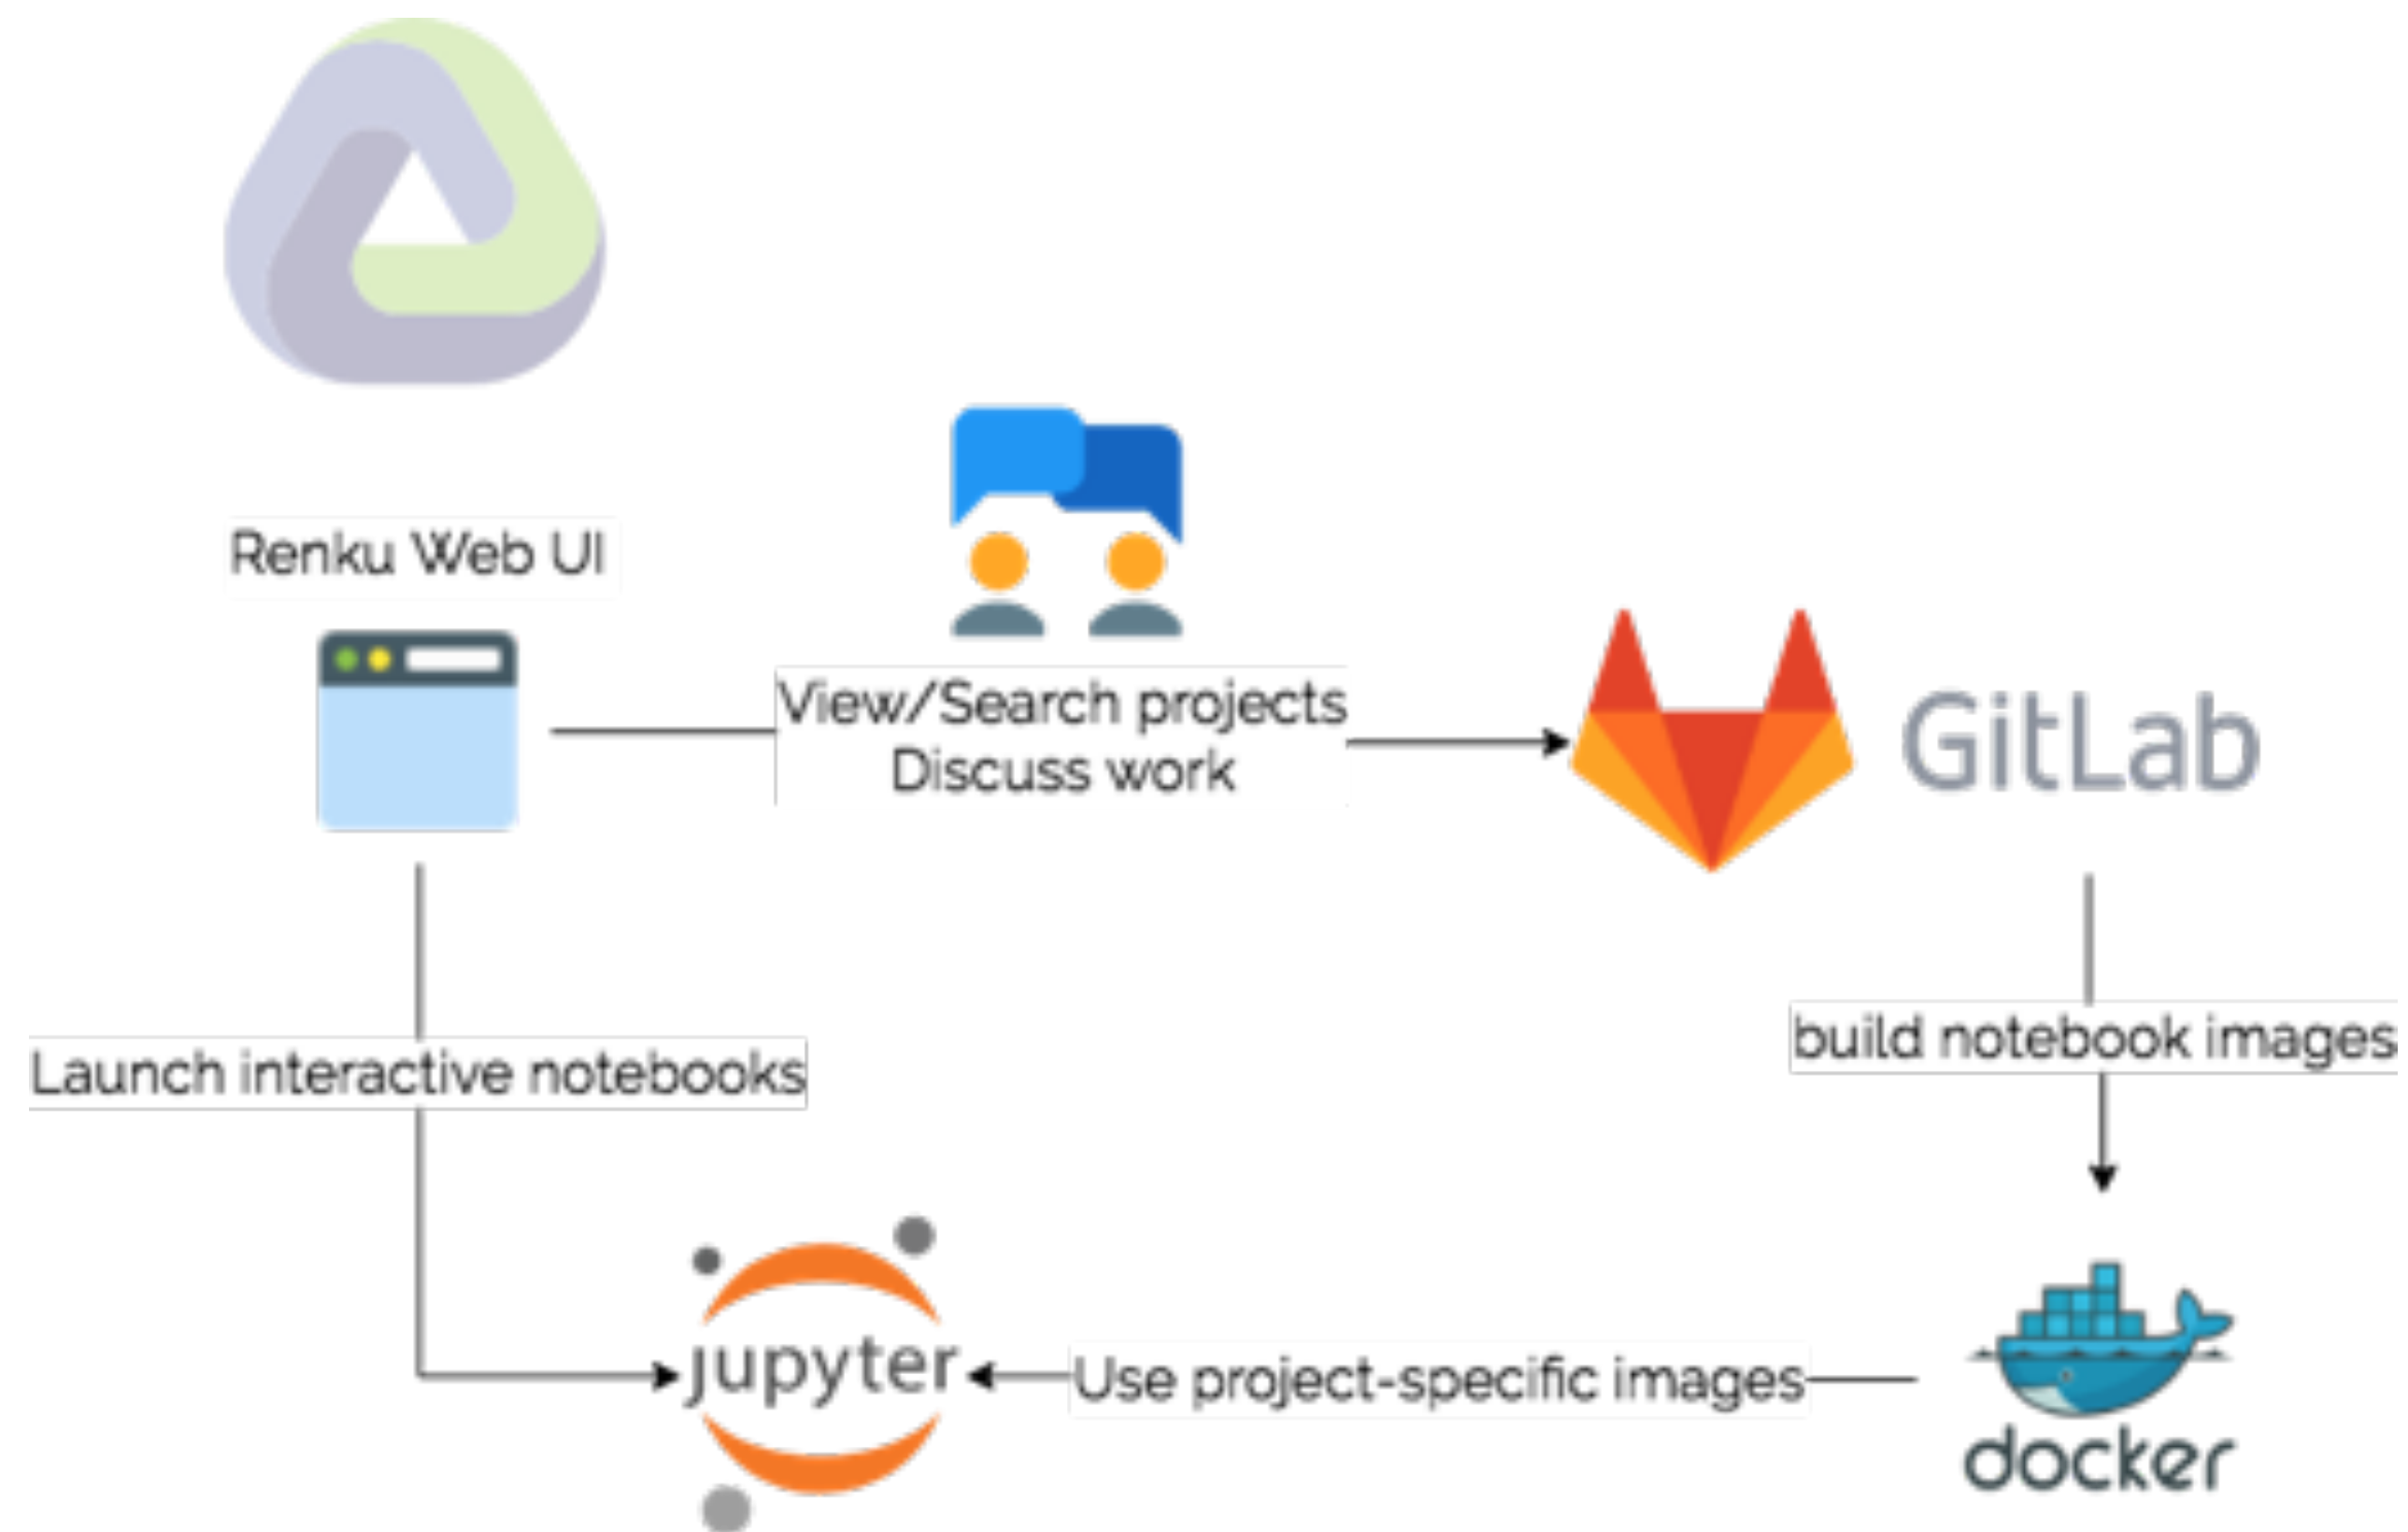 Renku Web UI
View/Search projects
Discuss work
GitLab
Launch interactive notebooks
build notebook images
jupyter
Use project-specific images
docker